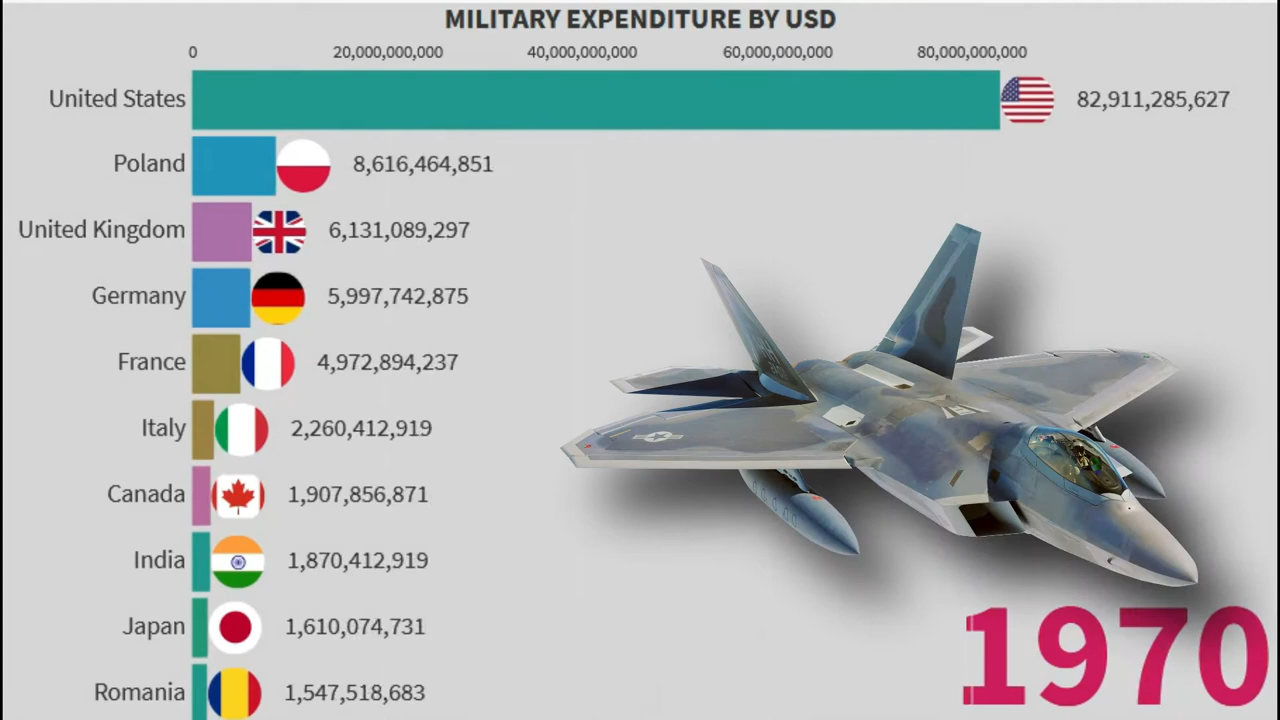 MILITARY EXPENDITURE BY USD
0 20,000,000,000 40,000,000,000 60,000,000,000 80,000,000,000
United States 82,911,285,627
Poland 8,616,464,851
United Kingdom 6,131,089,297
Germany 5,997,742,875
France 4,972,894,237
Italy 2,260,412,919
Canada 1,907,856,871
India 1,870,412,919
Japan 1,610,074,731
Romania 1,547,518,683
1970